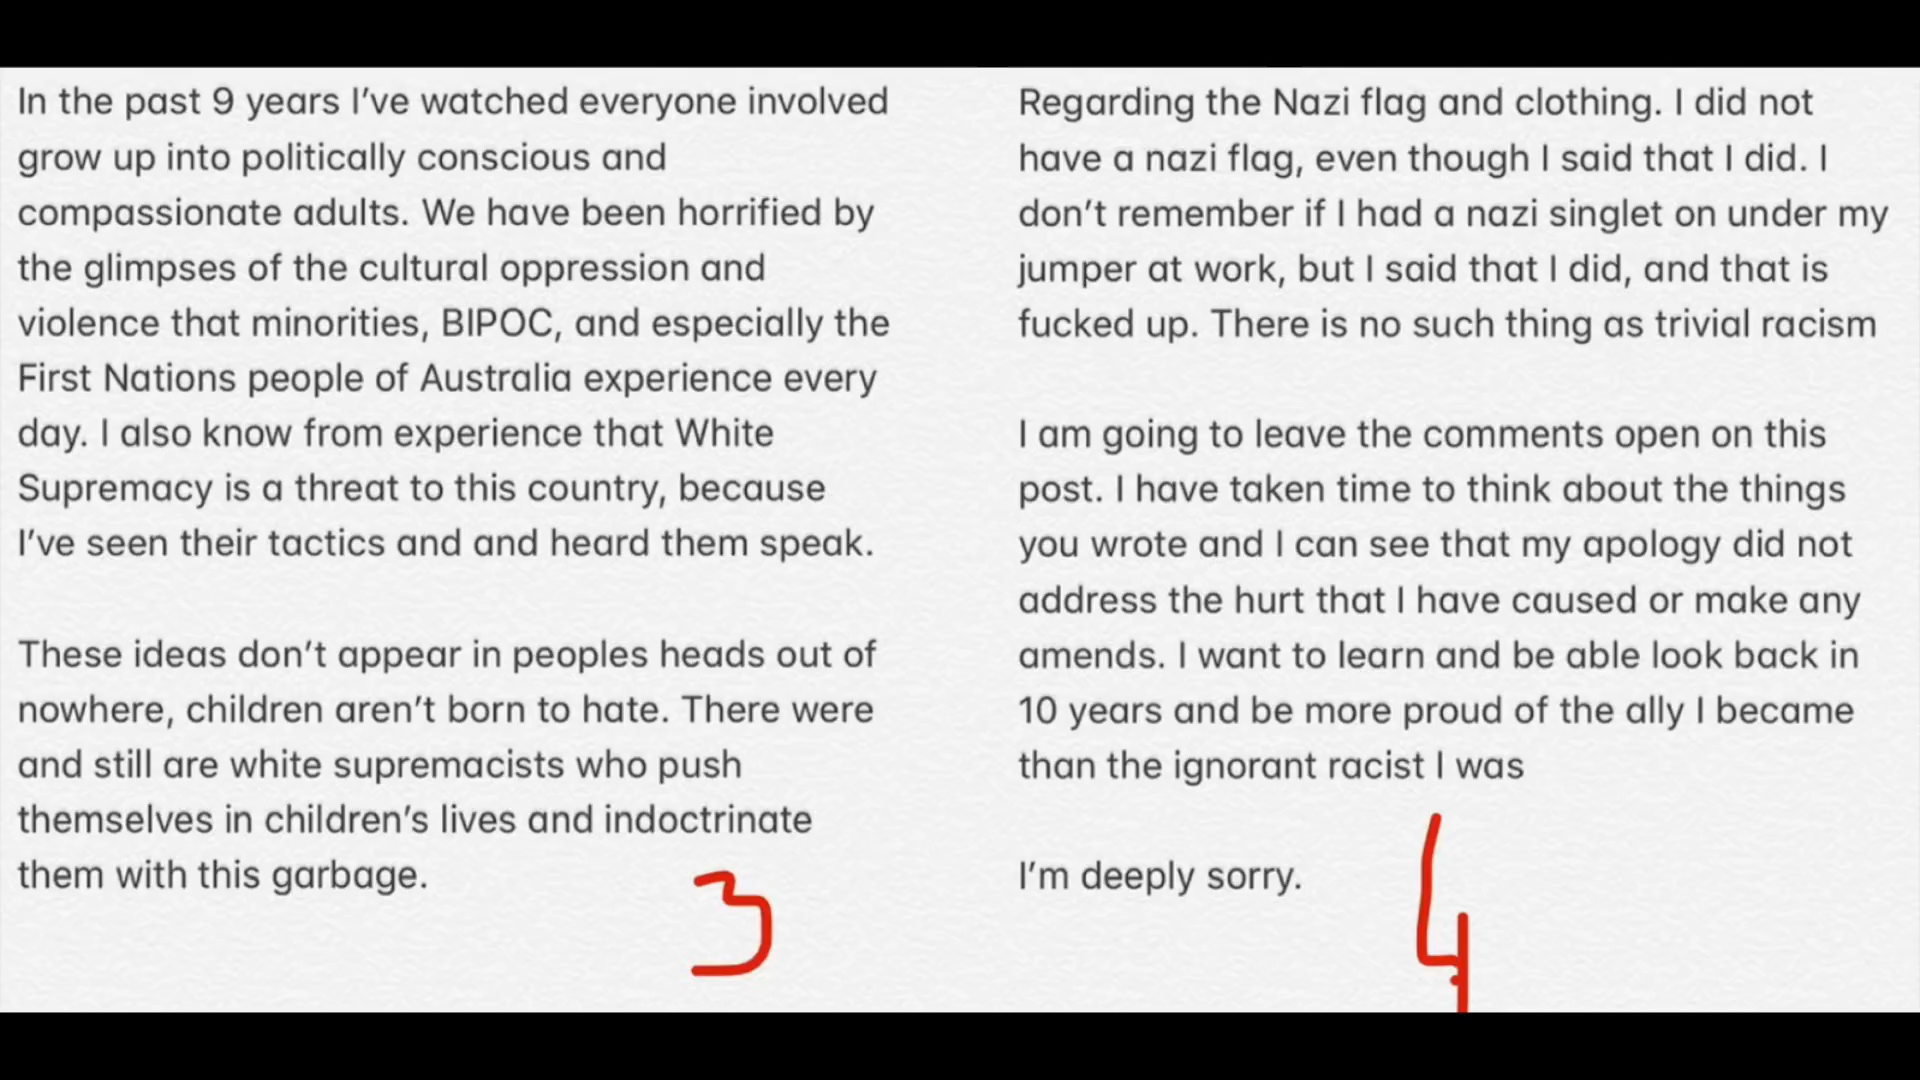 In the past 9 years I’ve watched everyone involved
grow up into politically conscious and
compassionate adults. We have been horrified by
the glimpses of the cultural oppression and
violence that minorities, BIPOC, and especially the
First Nations people of Australia experience every
day. I also know from experience that White
Supremacy is a threat to this country, because
I’ve seen their tactics and and heard them speak.
These ideas don’t appear in peoples heads out of
nowhere, children aren’t born to hate. There were
and still are white supremacists who push
themselves in children’s lives and indoctrinate
them with this garbage.
3
Regarding the Nazi flag and clothing. I did not
have a nazi flag, even though I said that I did. I
don’t remember if I had a nazi singlet on under my
jumper at work, but I said that I did, and that is
fucked up. There is no such thing as trivial racism
I am going to leave the comments open on this
post. I have taken time to think about the things
you wrote and I can see that my apology did not
address the hurt that I have caused or make any
amends. I want to learn and be able look back in
10 years and be more proud of the ally I became
than the ignorant racist I was
I’m deeply sorry.
4